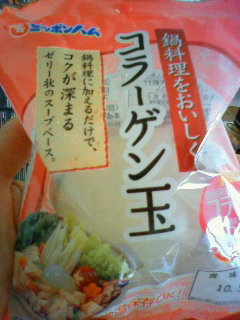 ニッポンハム
鍋料理をおいしく
コラーゲン玉
鍋料理に加えるだけで、
コクが深まる
ゼリー状のスープベース。